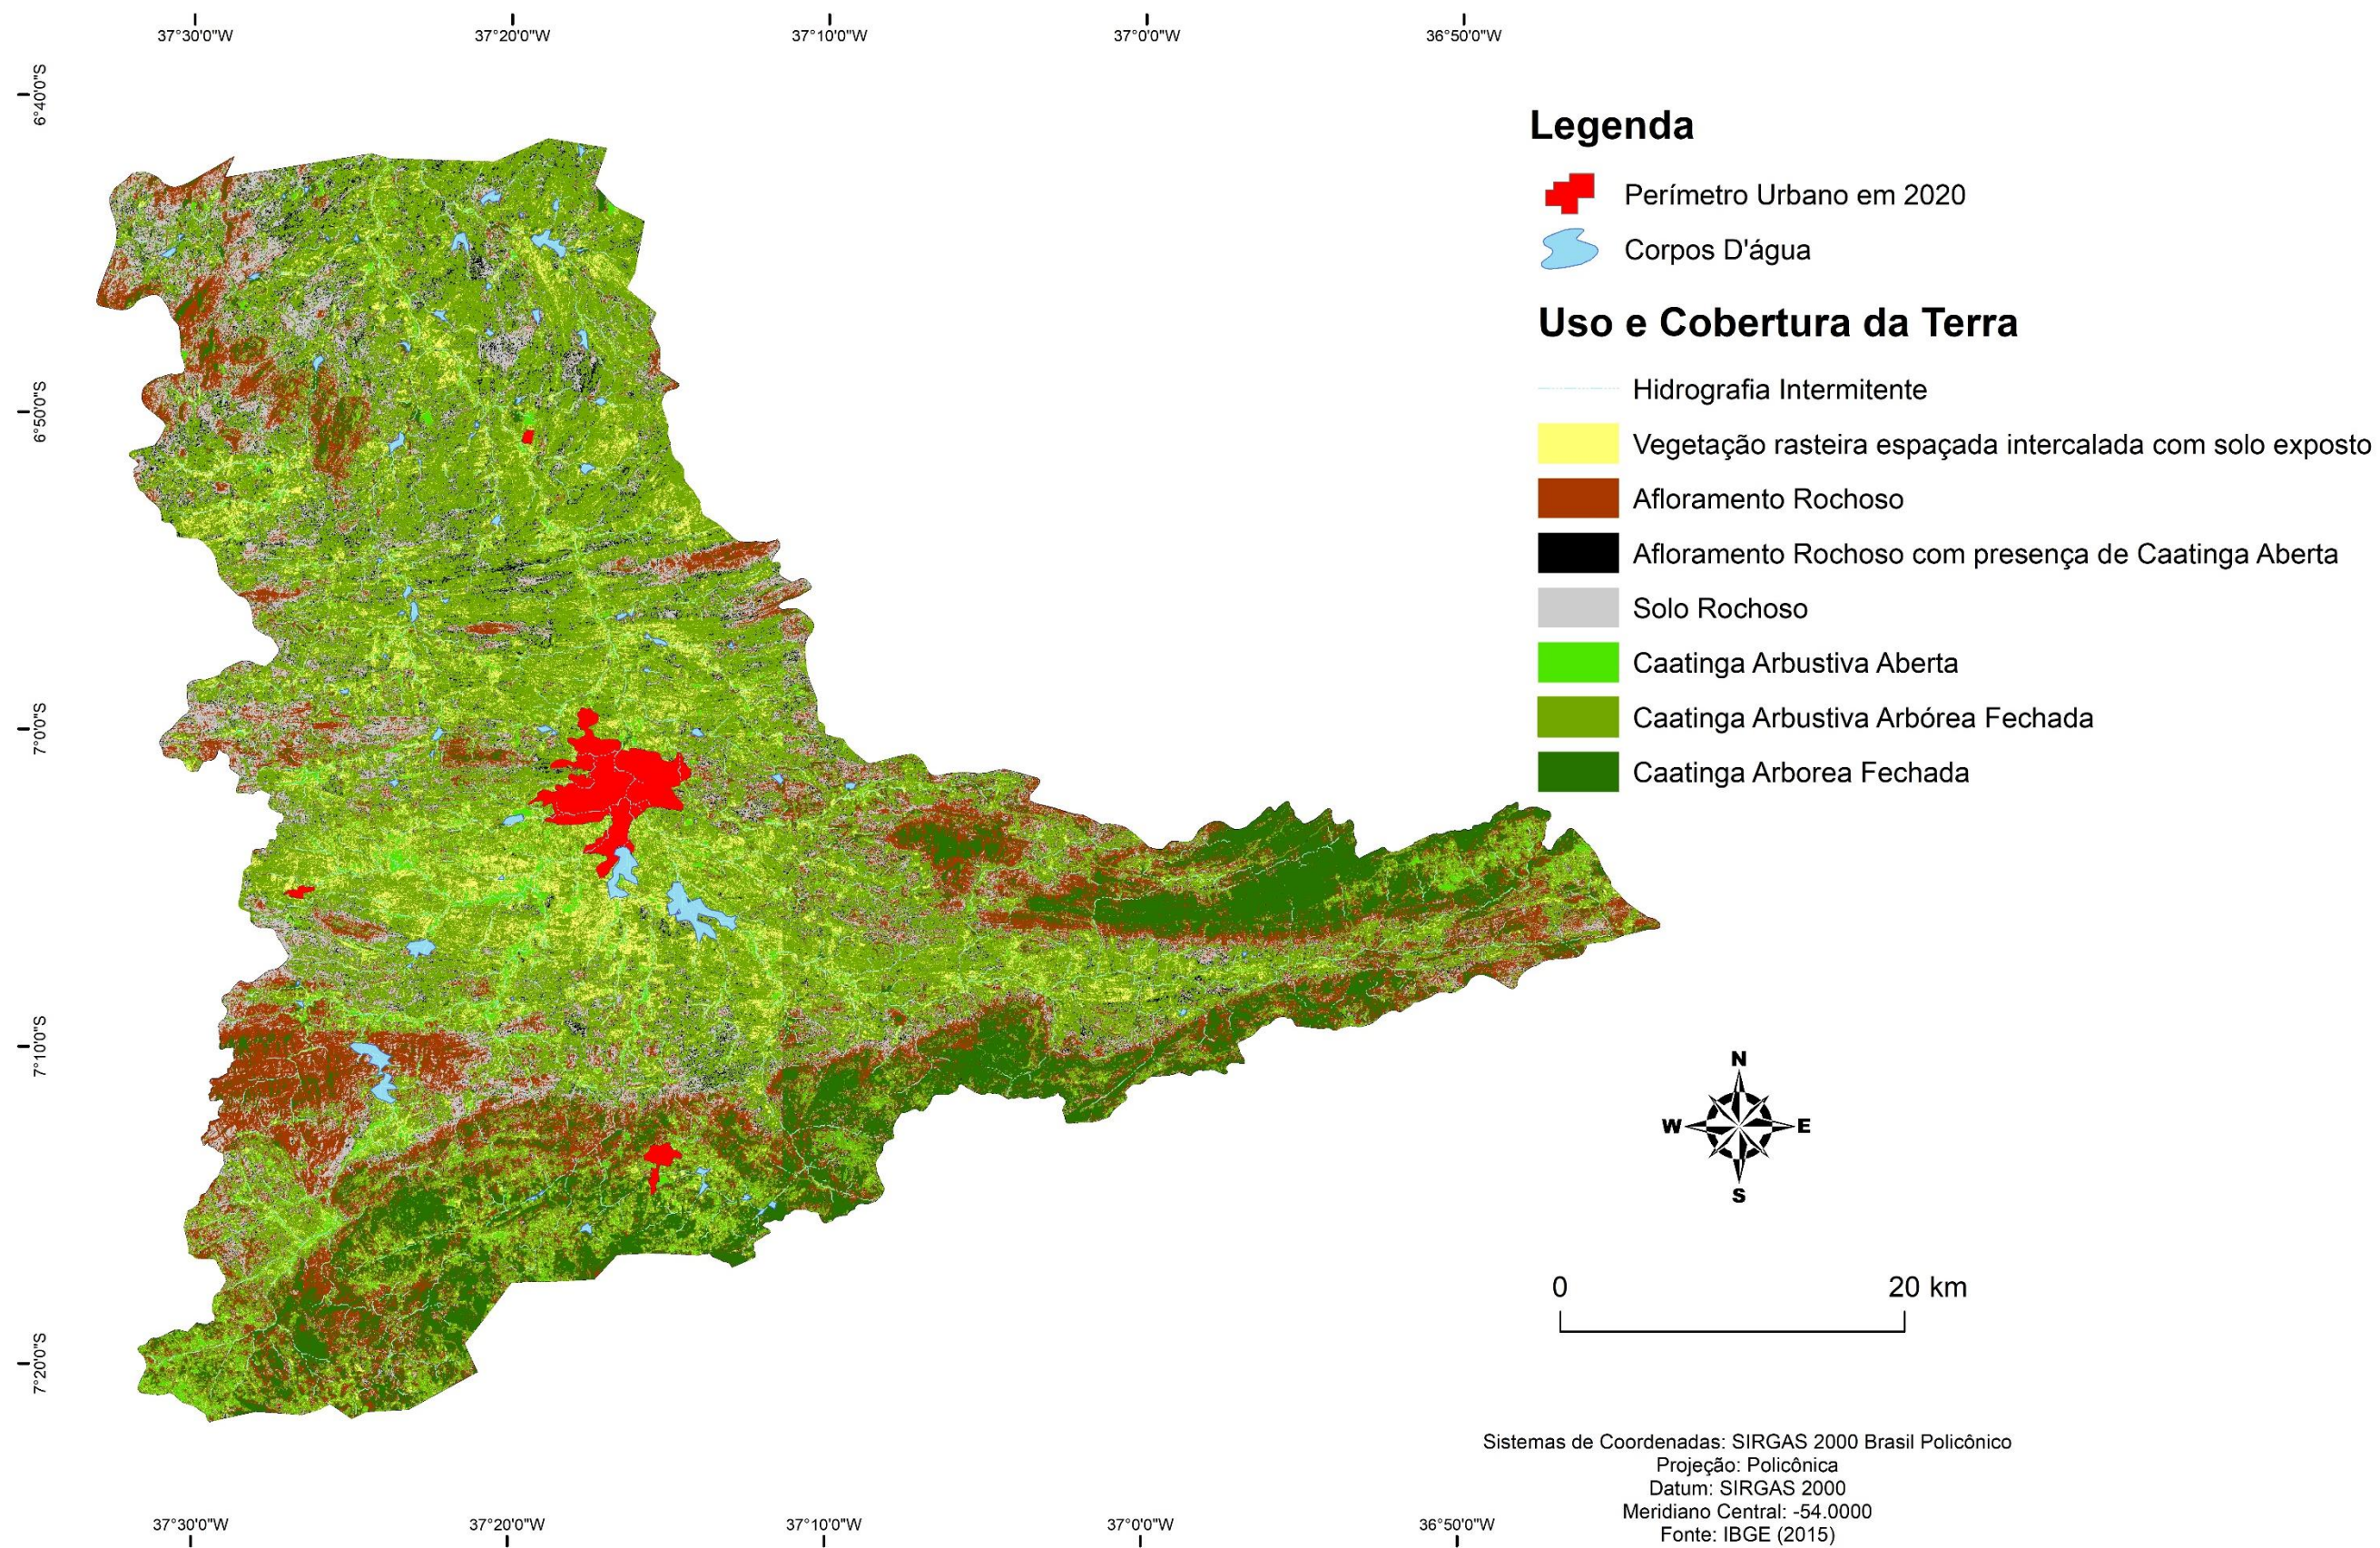 37°30'0"W 37°20'0"W 37°10'0"W 37°0'0"W 36°50'0"W
6°40'0"S
6°50'0"S
7°0'0"S
7°10'0"S
7°20'0"S
Legenda
Perímetro Urbano em 2020
Corpos D'água
Uso e Cobertura da Terra
Hidrografia Intermitente
Vegetação rasteira espaçada intercalada com solo exposto
Afloramento Rochoso
Afloramento Rochoso com presença de Caatinga Aberta
Solo Rochoso
Caatinga Arbustiva Aberta
Caatinga Arbustiva Arbórea Fechada
Caatinga Arborea Fechada
N
W E
S
0 20 km
Sistemas de Coordenadas: SIRGAS 2000 Brasil Policônico
Projeção: Policônica
Datum: SIRGAS 2000
Meridiano Central: -54.0000
Fonte: IBGE (2015)
37°30'0"W 37°20'0"W 37°10'0"W 37°0'0"W 36°50'0"W